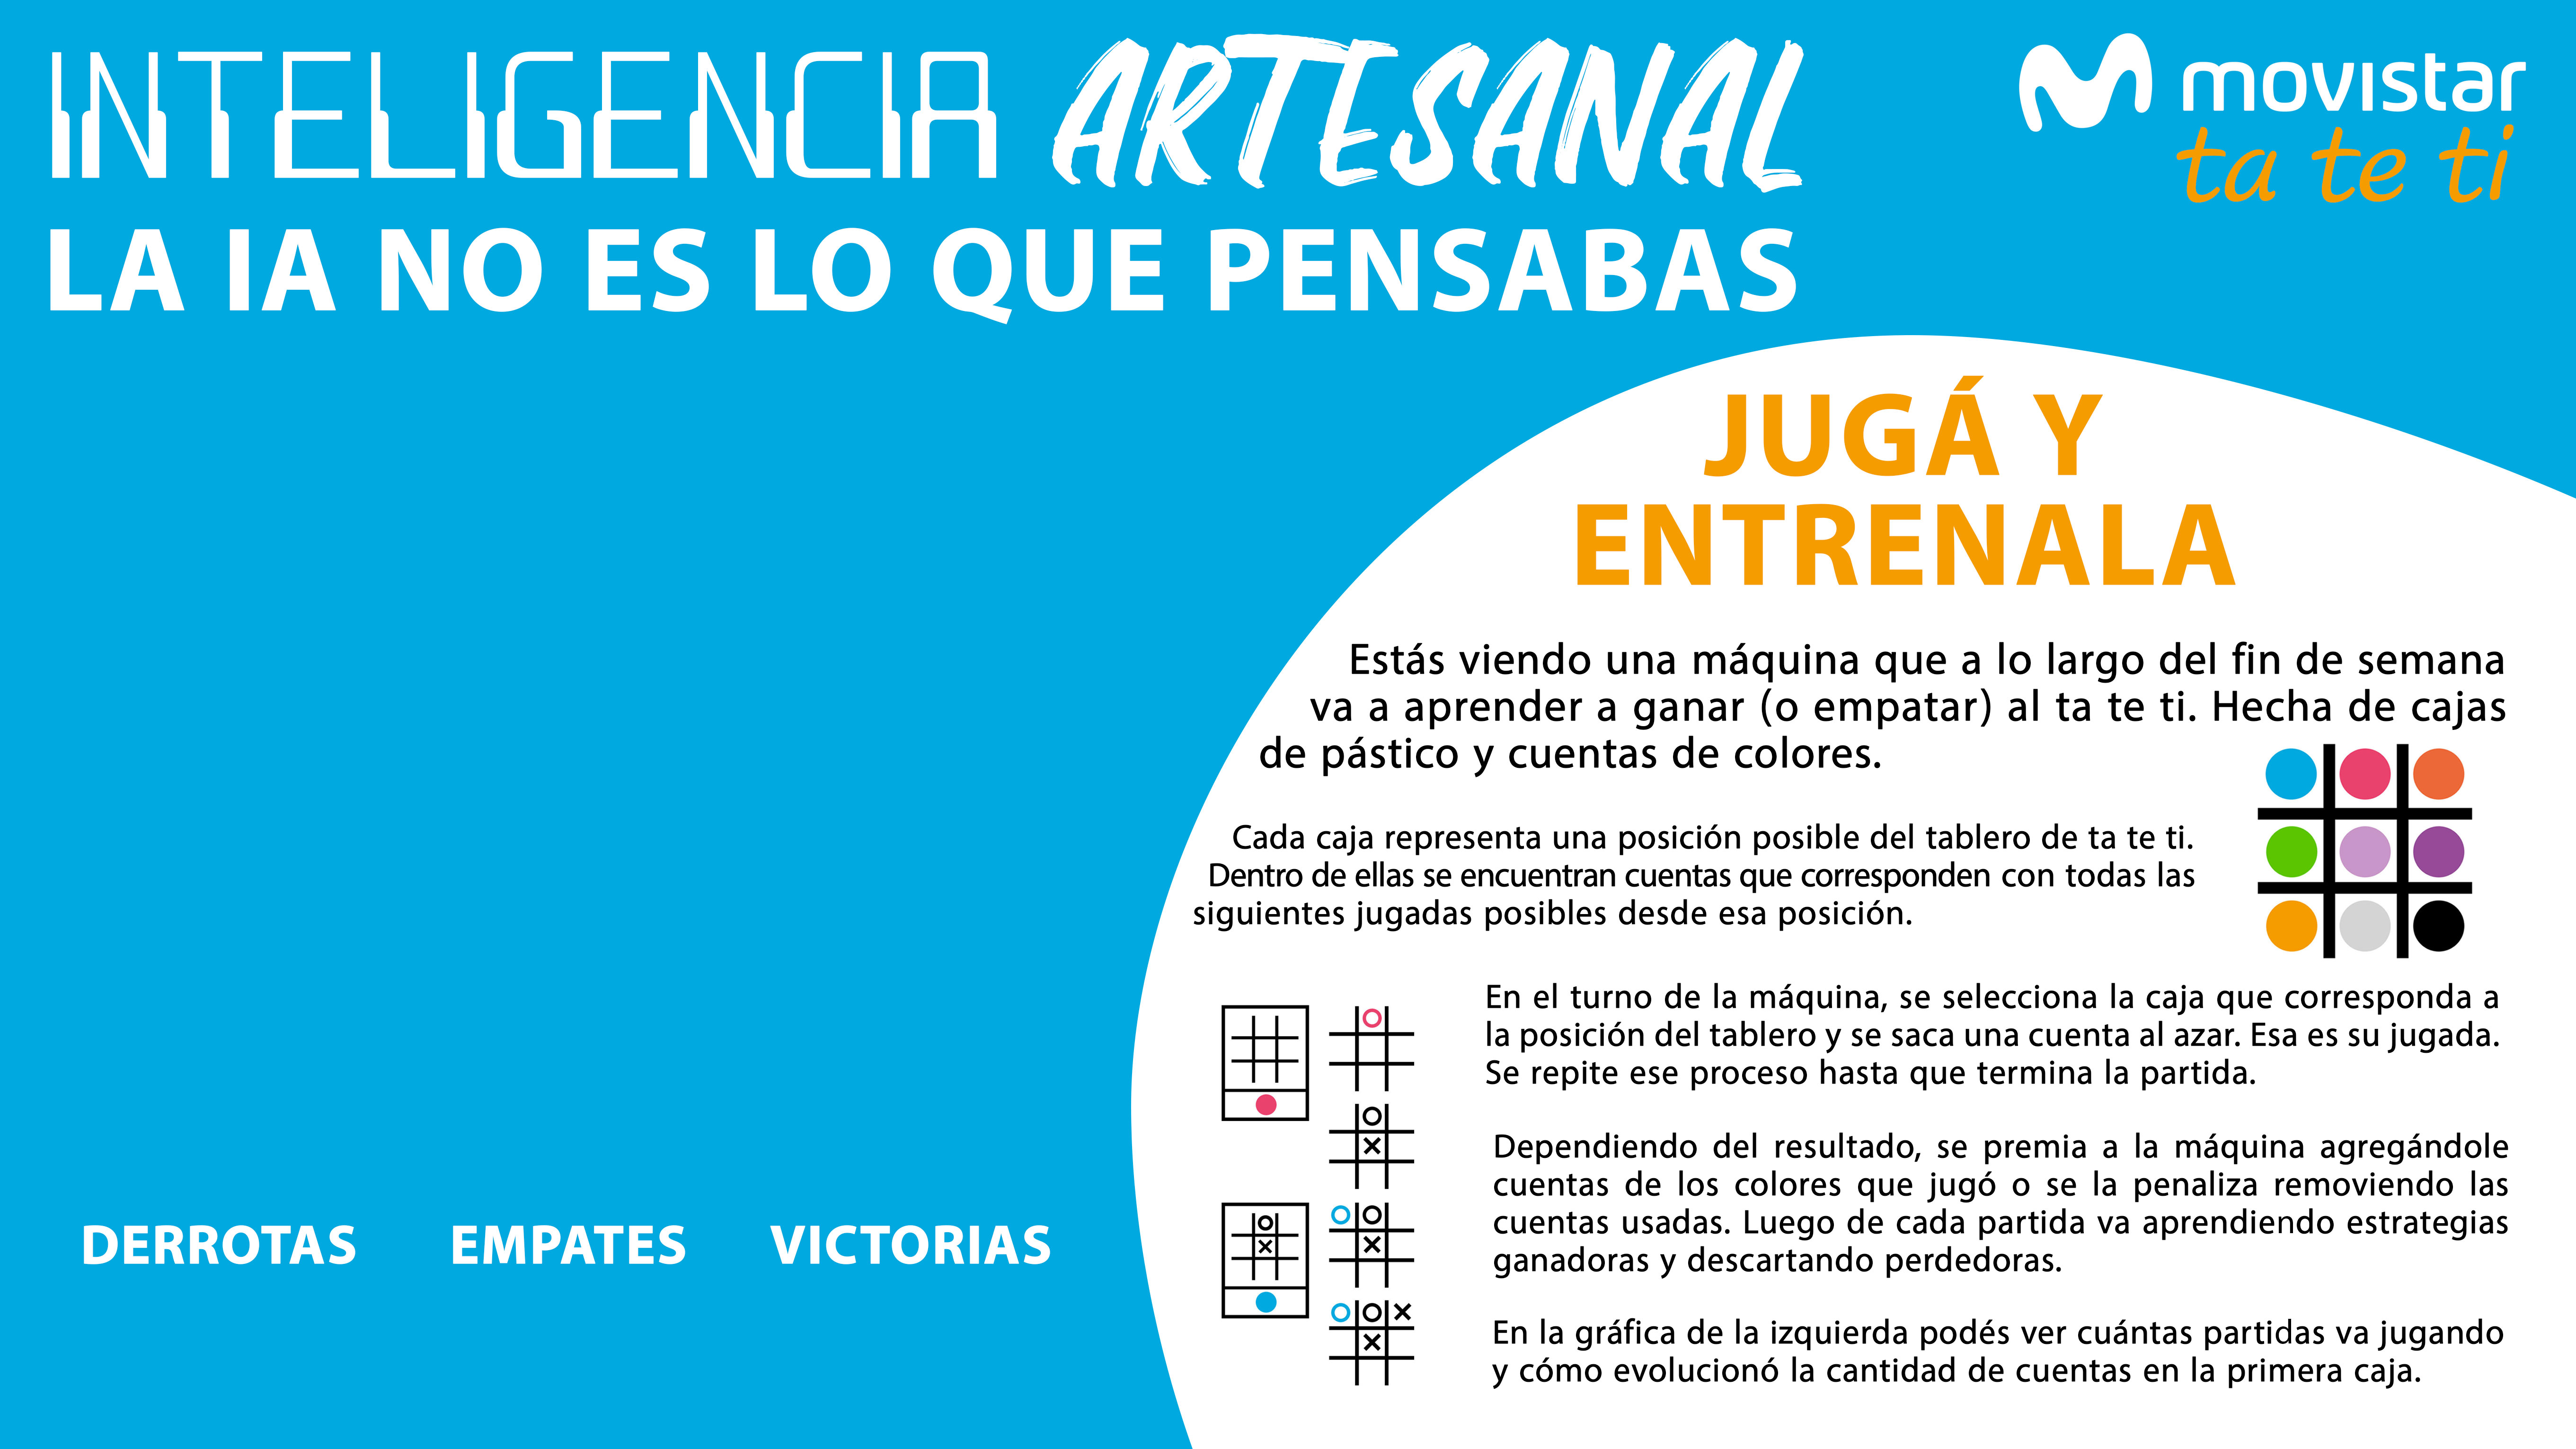 INTELIGENCIA ARTESANAL
movistar
ta te ti
LA IA NO ES LO QUE PENSABAS
JUGÁ Y
ENTRENALA
Estás viendo una máquina que a lo largo del fin de semana
va a aprender a ganar (o empatar) al ta te ti. Hecha de cajas
de pástico y cuentas de colores.
Cada caja representa una posición posible del tablero de ta te ti.
Dentro de ellas se encuentran cuentas que corresponden con todas las
siguientes jugadas posibles desde esa posición.
En el turno de la máquina, se selecciona la caja que corresponda a
la posición del tablero y se saca una cuenta al azar. Esa es su jugada.
Se repite ese proceso hasta que termina la partida.
Dependiendo del resultado, se premia a la máquina agregándole
cuentas de los colores que jugó o se la penaliza removiendo las
cuentas usadas. Luego de cada partida va aprendiendo estrategias
ganadoras y descartando perdedoras.
En la gráfica de la izquierda podés ver cuántas partidas va jugando
y cómo evolucionó la cantidad de cuentas en la primera caja.
DERROTAS EMPATES VICTORIAS